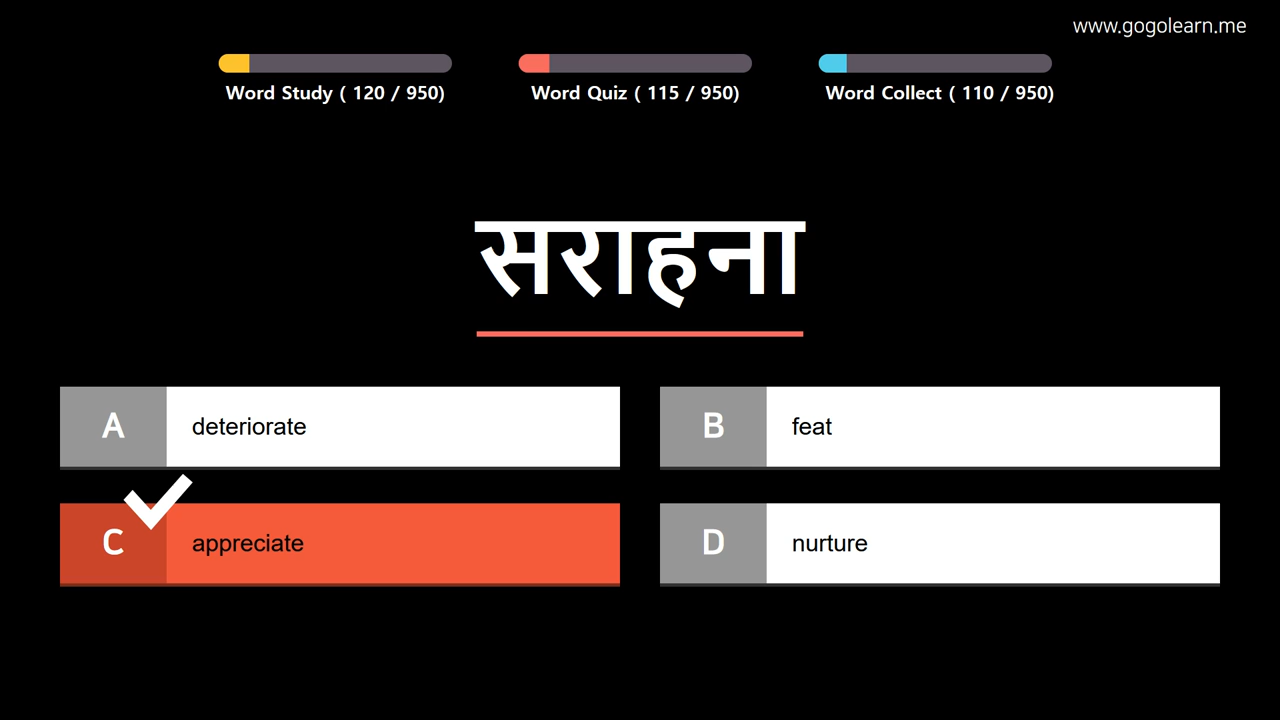 www.gogolearn.me
Word Study ( 120 / 950)
Word Quiz ( 115 / 950)
Word Collect ( 110 / 950)
सराहना
A deteriorate
B feat
C appreciate
D nurture